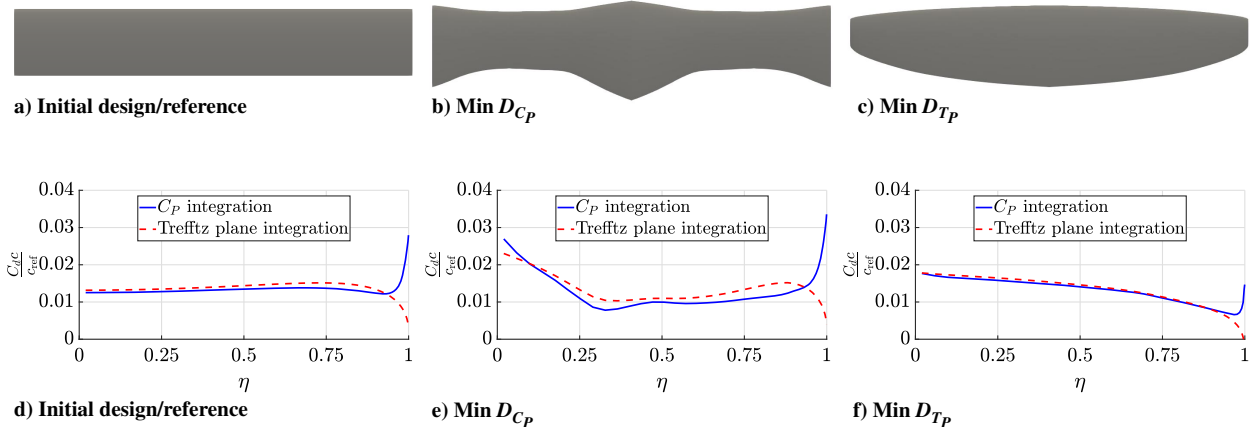 a) Initial design/reference
b) Min D_{C_P}
c) Min D_{T_P}
0.04
0.03
0.02
0.01
0
C_d c / c_ref
C_P integration
Trefftz plane integration
0 0.25 0.5 0.75 1
η
d) Initial design/reference
0.04
0.03
0.02
0.01
0
C_d c / c_ref
C_P integration
Trefftz plane integration
0 0.25 0.5 0.75 1
η
e) Min D_{C_P}
0.04
0.03
0.02
0.01
0
C_d c / c_ref
C_P integration
Trefftz plane integration
0 0.25 0.5 0.75 1
η
f) Min D_{T_P}